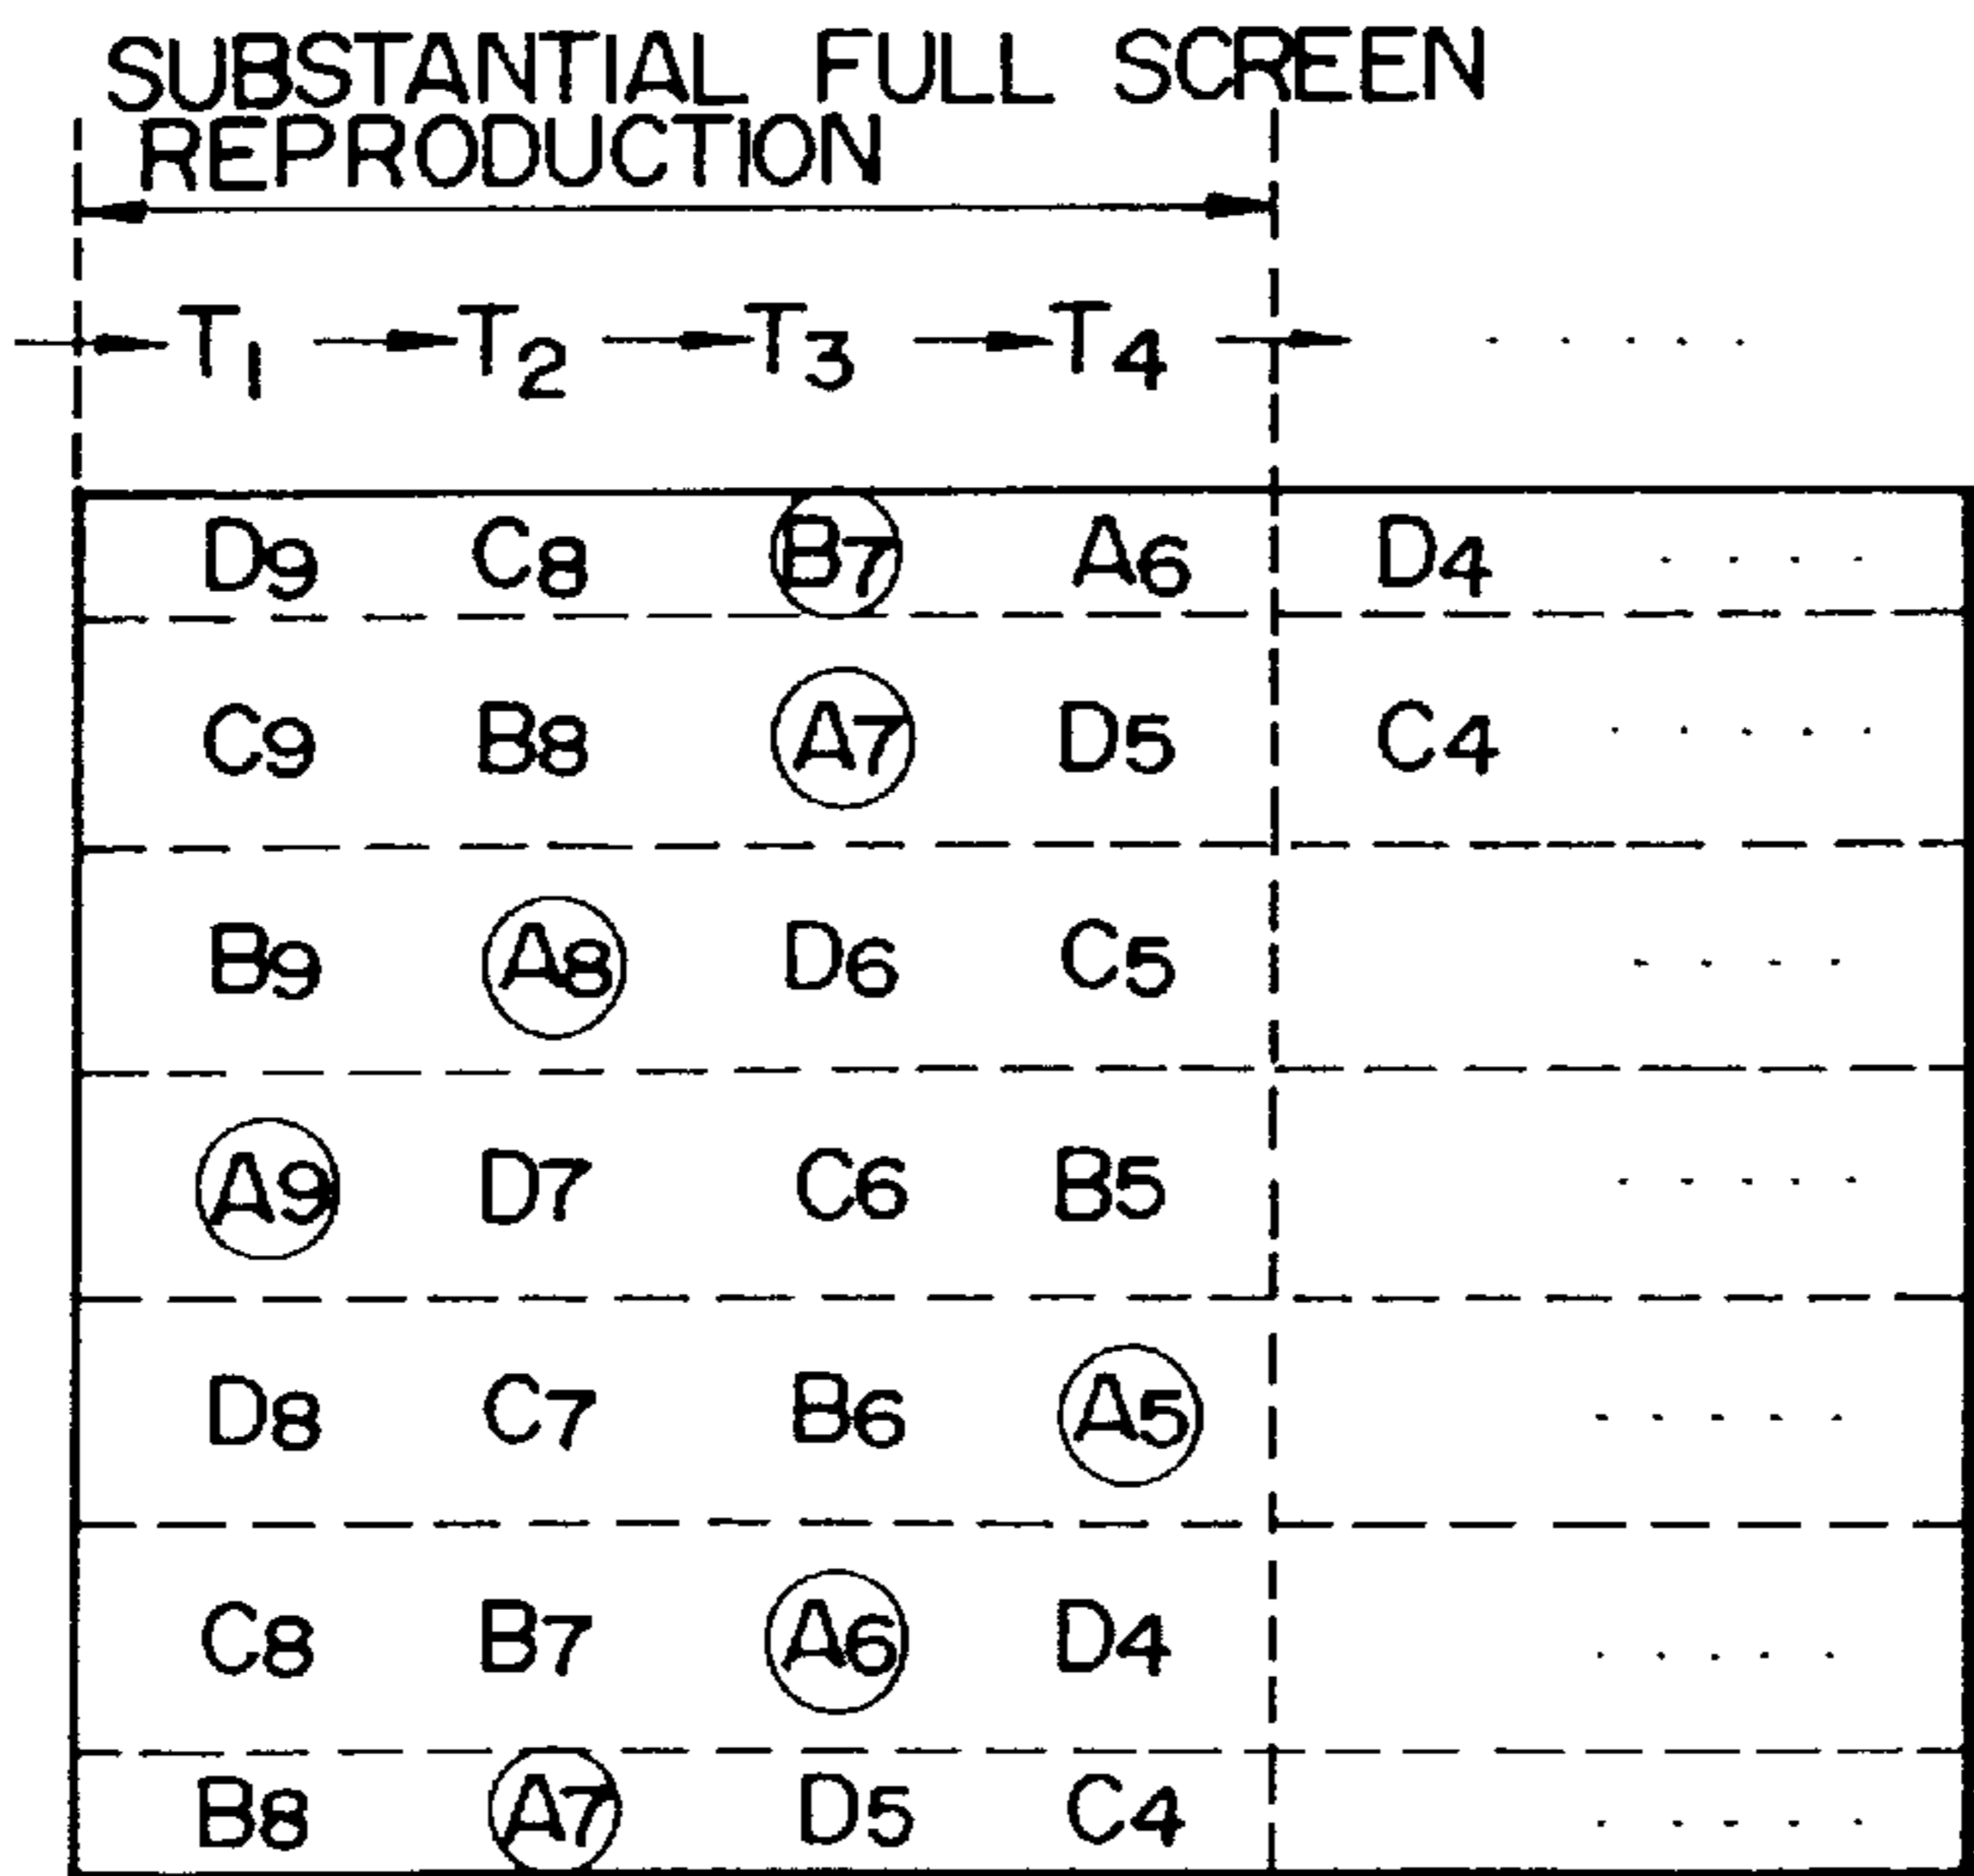 SUBSTANTIAL FULL SCREEN
REPRODUCTION
T1 T2 T3 T4 .....
D9 C8 B7 A6 D4 ....
C9 B8 A7 D5 C4 .....
B9 A8 D6 C5 ....
A9 D7 C6 B5 .....
D8 C7 B6 A5 .....
C8 B7 A6 D4 .....
B8 A7 D5 C4 .....